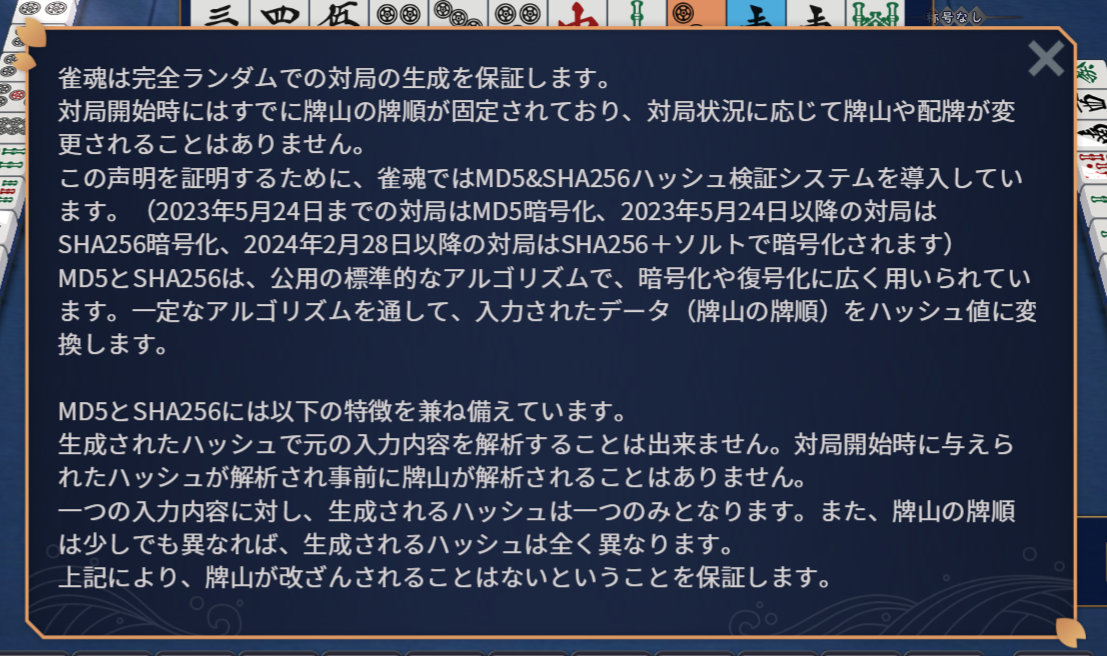 称号なし
雀魂は完全ランダムでの対局の生成を保証します。
対局開始時にはすでに牌山の牌順が固定されており、対局状況に応じて牌山や配牌が変
更されることはありません。
この声明を証明するために、雀魂ではMD5&SHA256ハッシュ検証システムを導入してい
ます。（2023年5月24日までの対局はMD5暗号化、2023年5月24日以降の対局は
SHA256暗号化、2024年2月28日以降の対局はSHA256＋ソルトで暗号化されます）
MD5とSHA256は、公用の標準的なアルゴリズムで、暗号化や復号化に広く用いられてい
ます。一定なアルゴリズムを通して、入力されたデータ（牌山の牌順）をハッシュ値に変
換します。
MD5とSHA256には以下の特徴を兼ね備えています。
生成されたハッシュで元の入力内容を解析することは出来ません。対局開始時に与えら
れたハッシュが解析され事前に牌山が解析されることはありません。
一つの入力内容に対し、生成されるハッシュは一つのみとなります。また、牌山の牌順
は少しでも異なれば、生成されるハッシュは全く異なります。
上記により、牌山が改ざんされることはないということを保証します。